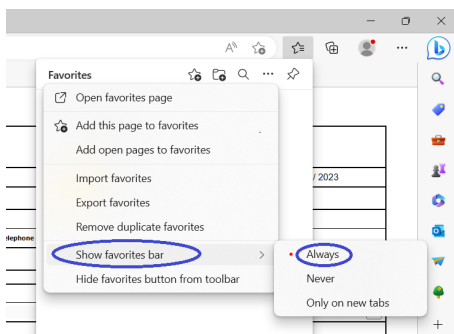 A»
Favorites
Open favorites page
Add this page to favorites
Add open pages to favorites
/ 2023
Import favorites
Export favorites
Remove duplicate favorites
elephone
Show favorites bar
Always
Hide favorites button from toolbar
Never
Only on new tabs